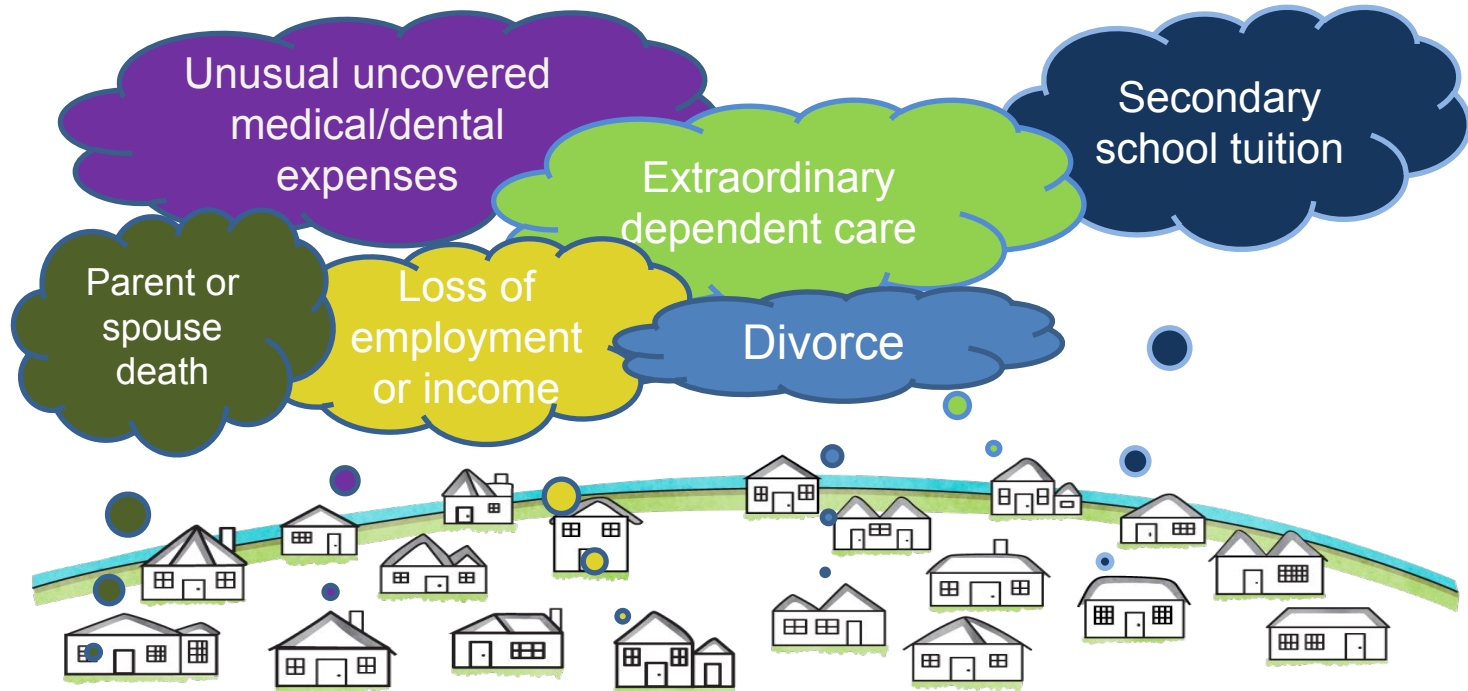 Unusual uncovered
medical/dental
expenses
Secondary
school tuition
Extraordinary
dependent care
Parent or
spouse
death
Loss of
employment
or income
Divorce